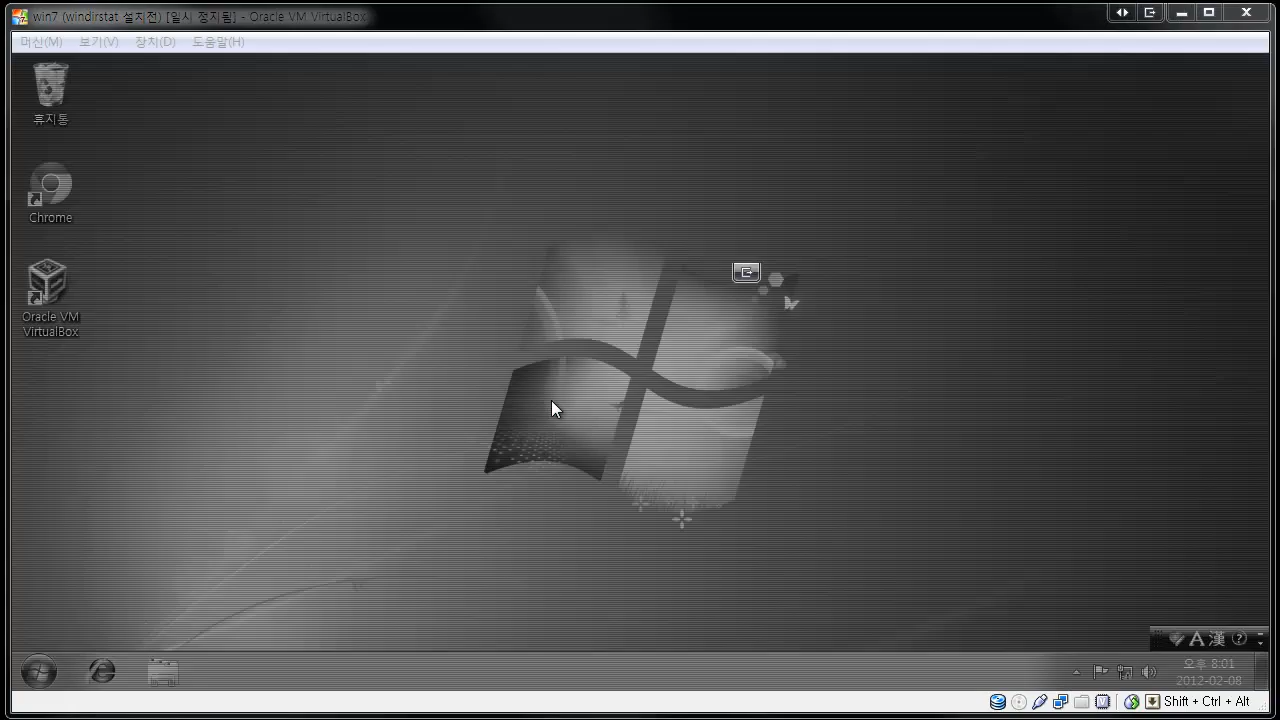 win7 (windirstat 설치전) [일시 정지됨] - Oracle VM VirtualBox
머신(M) 보기(V) 장치(D) 도움말(H)
휴지통
Chrome
Oracle VM
VirtualBox
A 漢
오후 8:01
2012-02-08
Shift + Ctrl + Alt